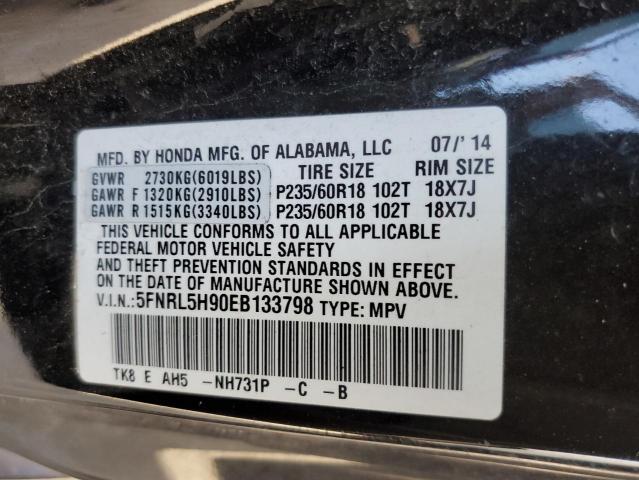 MFD. BY HONDA MFG. OF ALABAMA, LLC 07/'14
GVWR 2730KG(6019LBS) TIRE SIZE RIM SIZE
GAWR F 1320KG(2910LBS) P235/60R18 102T 18X7J
GAWR R 1515KG(3340LBS) P235/60R18 102T 18X7J
THIS VEHICLE CONFORMS TO ALL APPLICABLE
FEDERAL MOTOR VEHICLE SAFETY
AND THEFT PREVENTION STANDARDS IN EFFECT
ON THE DATE OF MANUFACTURE SHOWN ABOVE.
V.I.N.:5FNRL5H90EB133798 TYPE: MPV
TK8 E AH5 -NH731P -C -B